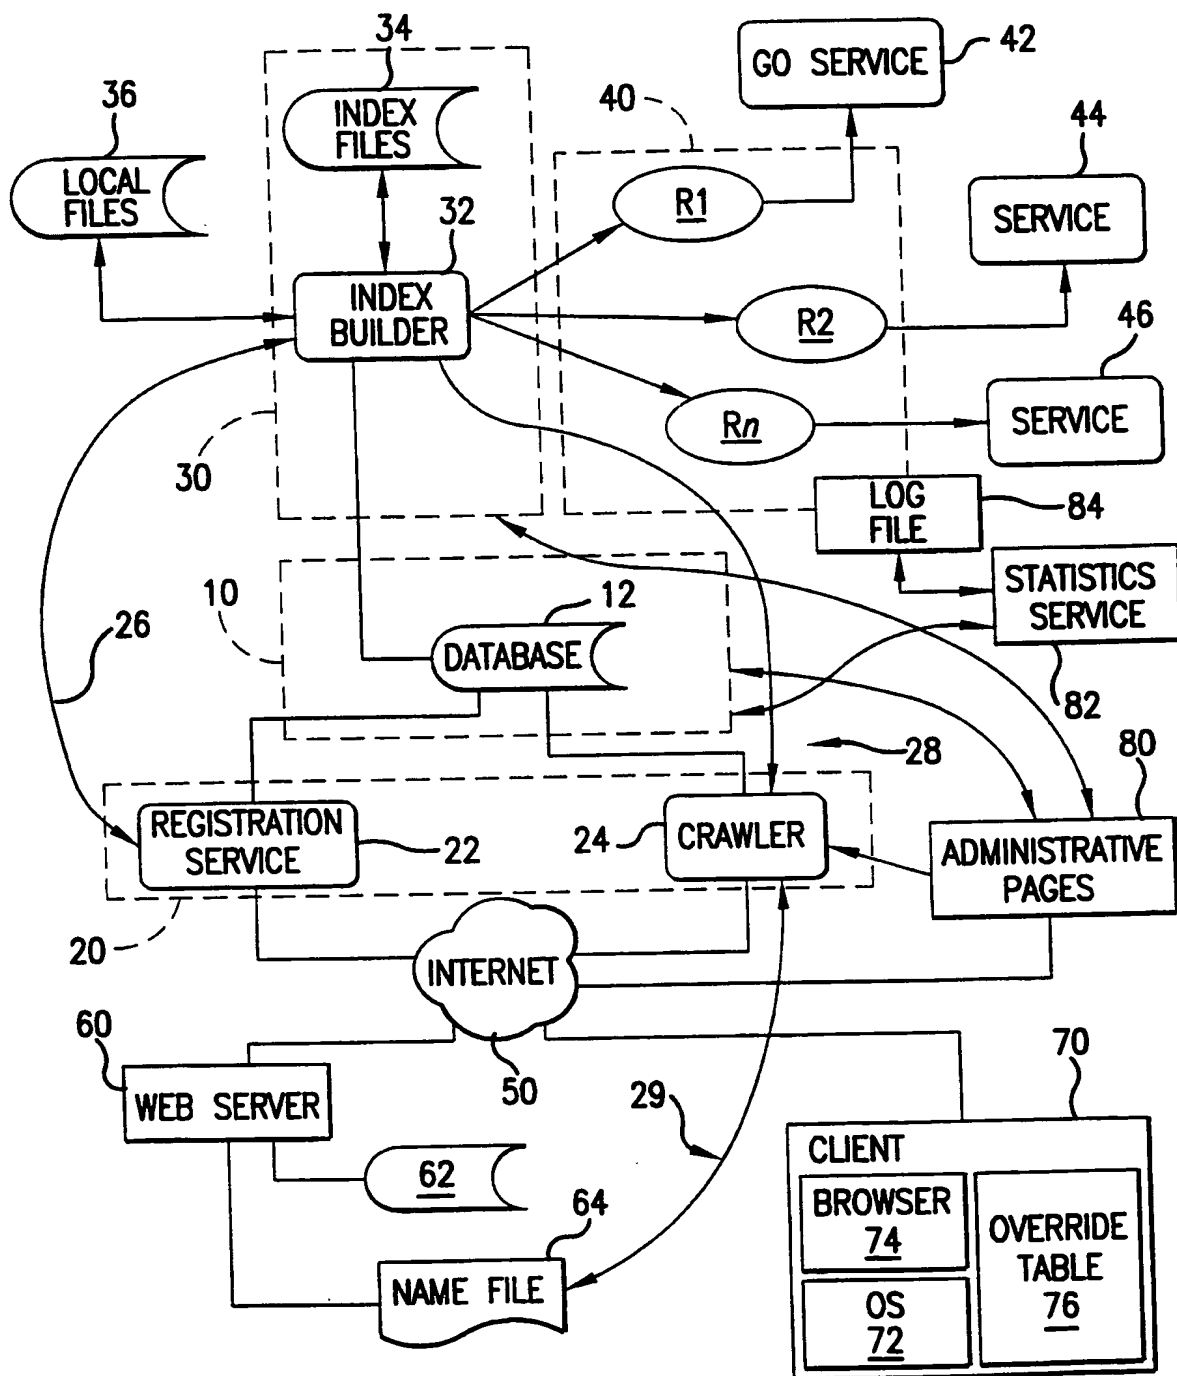 34
GO SERVICE
42
36
INDEX
FILES
40
44
LOCAL
FILES
R1
SERVICE
32
INDEX
BUILDER
R2
46
Rn
SERVICE
30
LOG
FILE
84
10
12
STATISTICS
SERVICE
26
DATABASE
82
28
80
REGISTRATION
SERVICE
22
24
CRAWLER
ADMINISTRATIVE
PAGES
20
INTERNET
60
50
70
WEB SERVER
29
CLIENT
62
64
BROWSER
74
OVERRIDE
TABLE
76
NAME FILE
OS
72